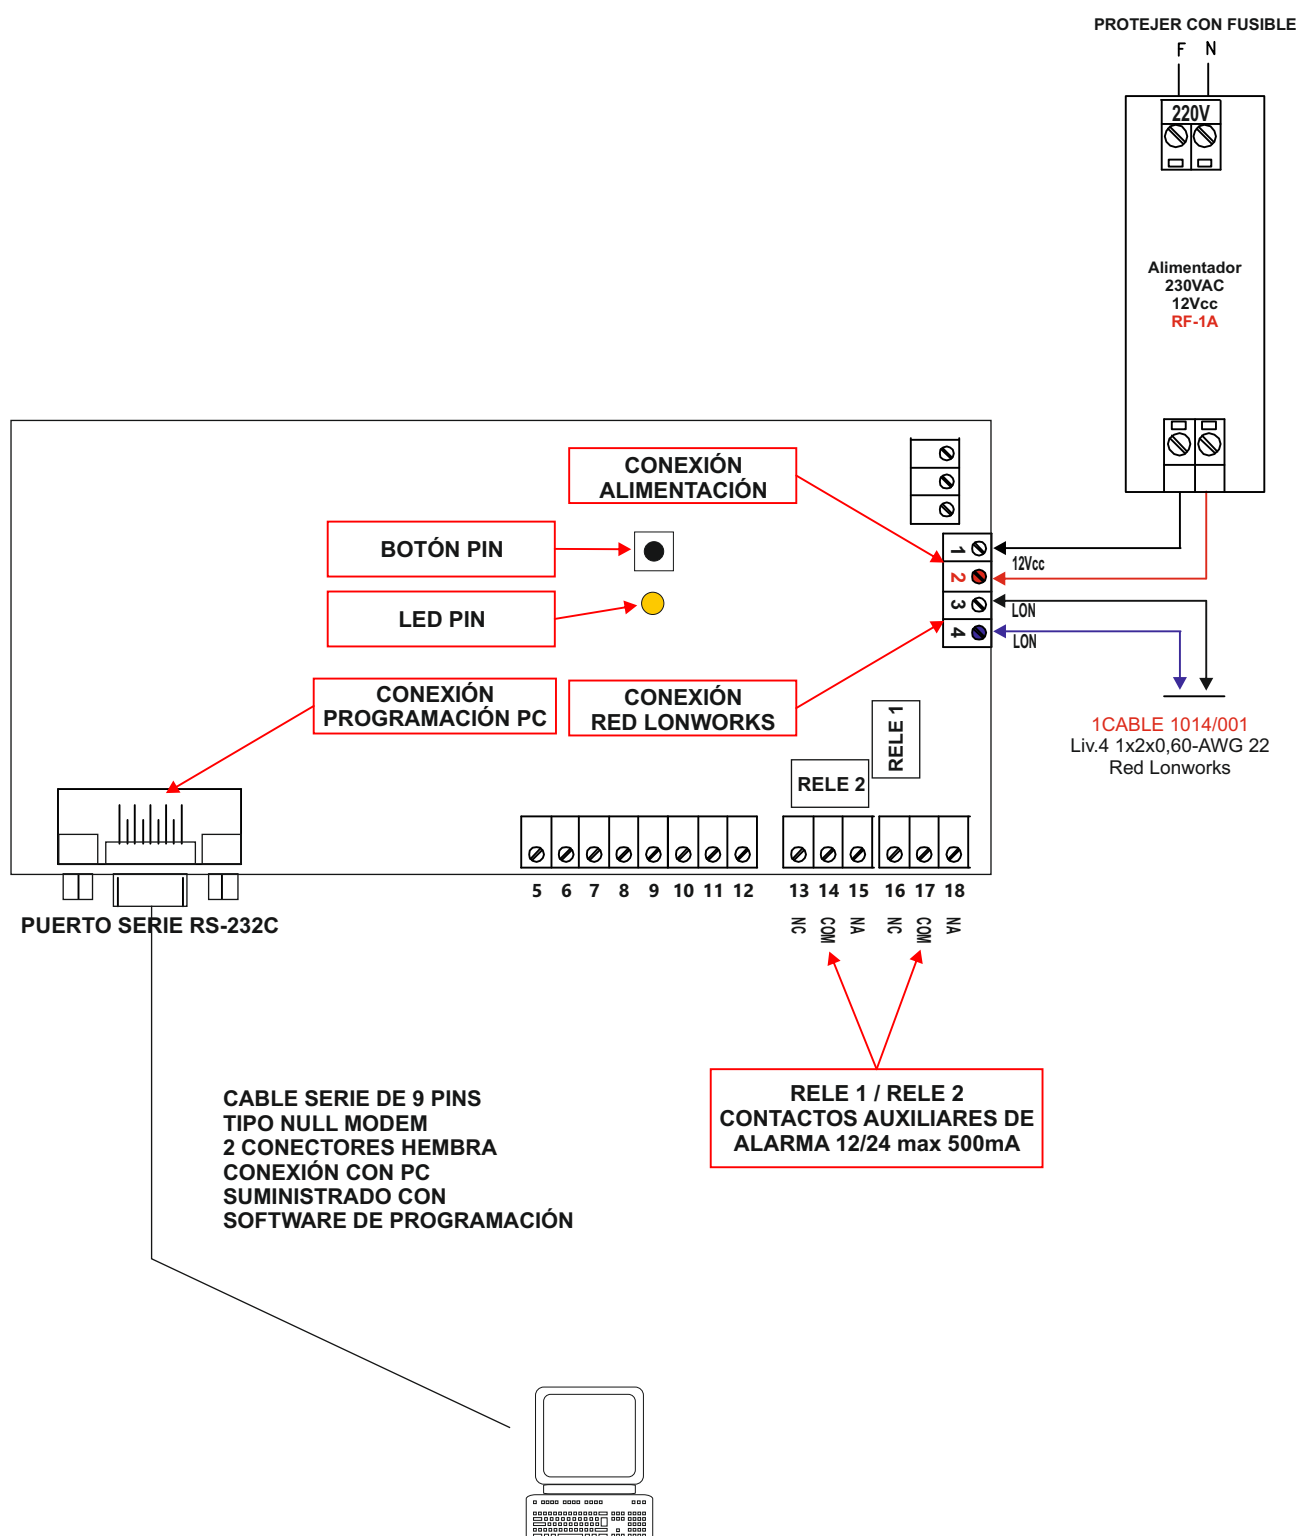 PROTEJER CON FUSIBLE
F N
220V
Alimentador
230VAC
12Vcc
RF-1A
CONEXIÓN
ALIMENTACIÓN
BOTÓN PIN
LED PIN
1
2
3
4
12Vcc
LON
LON
CONEXIÓN
PROGRAMACIÓN PC
CONEXIÓN
RED LONWORKS
1CABLE 1014/001
Liv.4 1x2x0,60-AWG 22
Red Lonworks
RELE 1
RELE 2
5 6 7 8 9 10 11 12 13 14 15 16 17 18
NC COM NA NC COM NA
PUERTO SERIE RS-232C
RELE 1 / RELE 2
CONTACTOS AUXILIARES DE
ALARMA 12/24 max 500mA
CABLE SERIE DE 9 PINS
TIPO NULL MODEM
2 CONECTORES HEMBRA
CONEXIÓN CON PC
SUMINISTRADO CON
SOFTWARE DE PROGRAMACIÓN